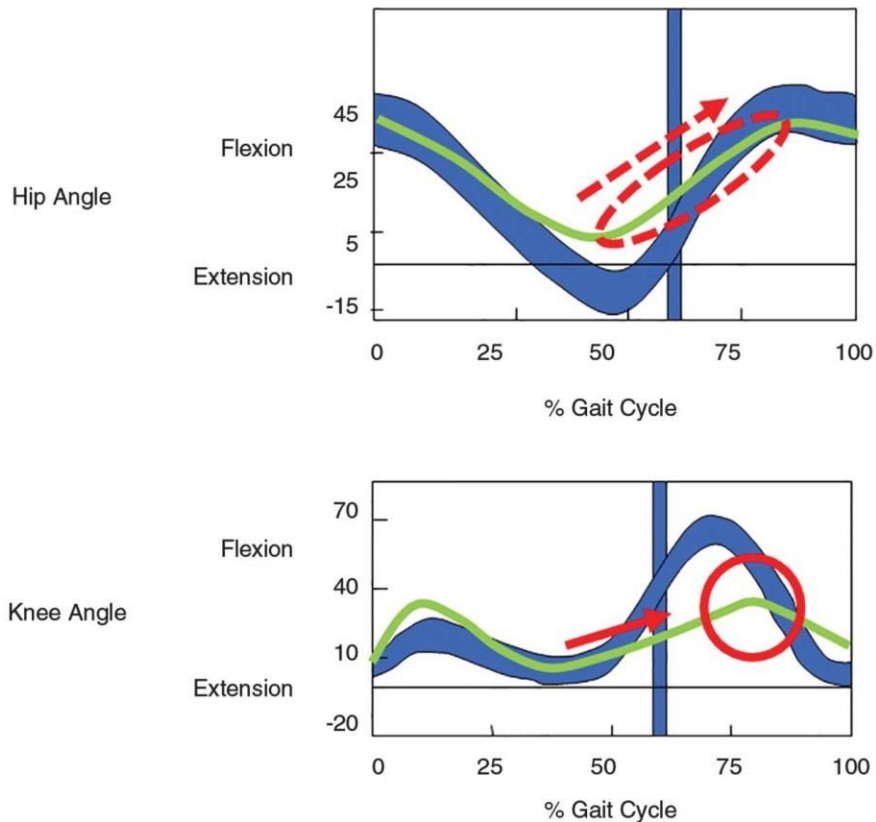 45
Flexion
25
Hip Angle
5
Extension
-15
0 25 50 75 100
% Gait Cycle
70
Flexion
40
Knee Angle
10
Extension
-20
0 25 50 75 100
% Gait Cycle